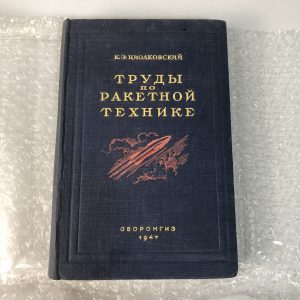 К. Э. ЦИОЛКОВСКИЙ
ТРУДЫ
ПО
РАКЕТНОЙ
ТЕХНИКЕ
ОБОРОНГИЗ
1947